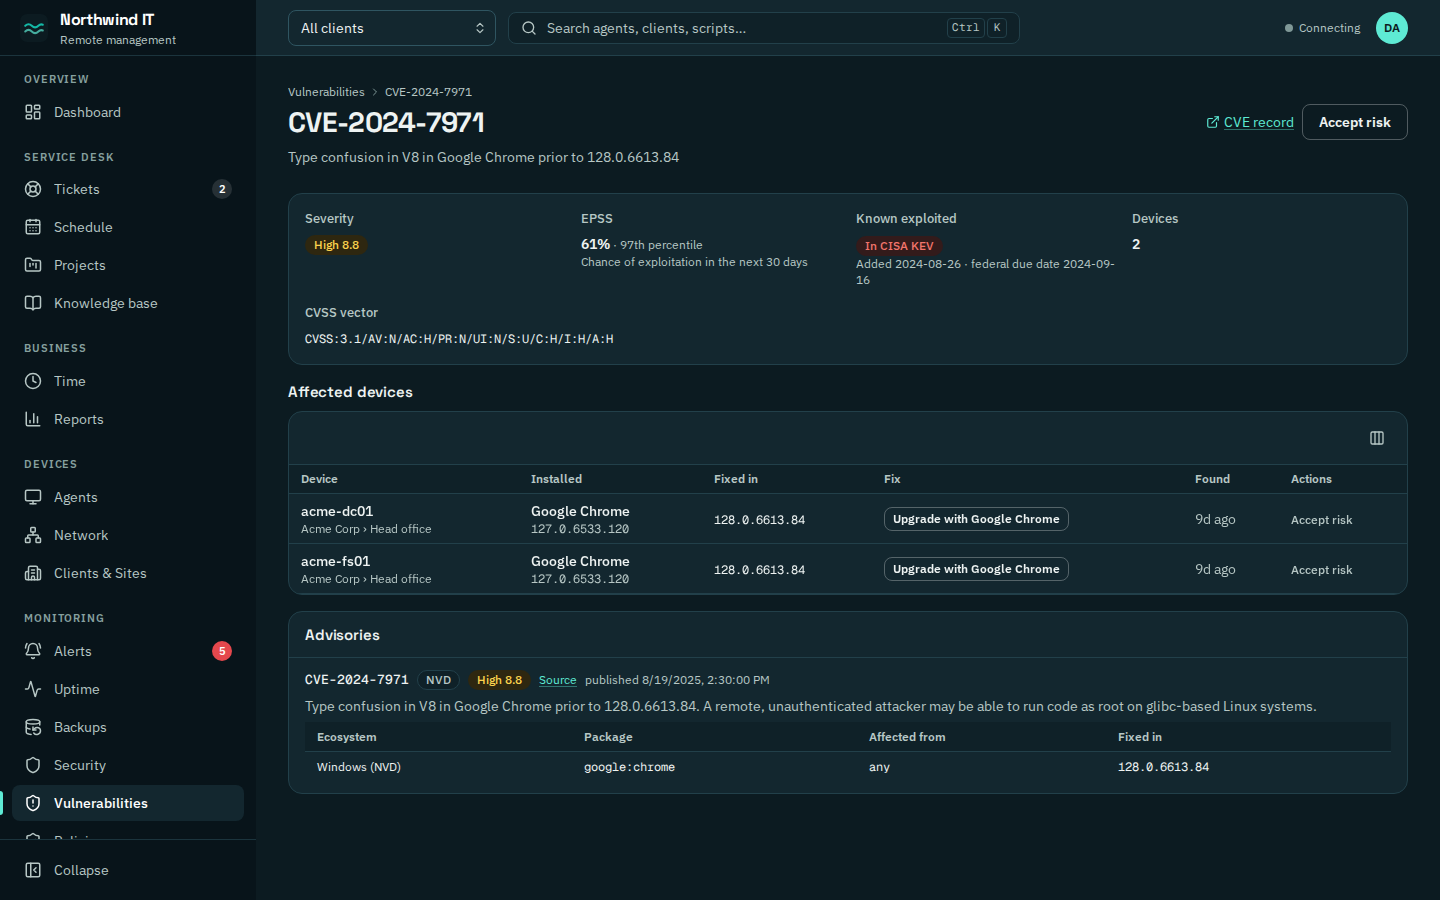 Northwind IT
Remote management
All clients
Search agents, clients, scripts...
Ctrl K
Connecting
DA
OVERVIEW
Dashboard
SERVICE DESK
Tickets 2
Schedule
Projects
Knowledge base
BUSINESS
Time
Reports
DEVICES
Agents
Network
Clients & Sites
MONITORING
Alerts 5
Uptime
Backups
Security
Vulnerabilities
Collapse
Vulnerabilities > CVE-2024-7971
CVE-2024-7971
CVE record
Accept risk
Type confusion in V8 in Google Chrome prior to 128.0.6613.84
Severity EPSS Known exploited Devices
High 8.8 61% · 97th percentile In CISA KEV 2
Chance of exploitation in the next 30 days
Added 2024-08-26 · federal due date 2024-09-
16
CVSS vector
CVSS:3.1/AV:N/AC:H/PR:N/UI:N/S:U/C:H/I:H/A:H
Affected devices
Device Installed Fixed in Fix Found Actions
acme-dc01 Google Chrome 128.0.6613.84 Upgrade with Google Chrome 9d ago Accept risk
Acme Corp › Head office 127.0.6533.120
acme-fs01 Google Chrome 128.0.6613.84 Upgrade with Google Chrome 9d ago Accept risk
Acme Corp › Head office 127.0.6533.120
Advisories
CVE-2024-7971 NVD High 8.8 Source published 8/19/2025, 2:30:00 PM
Type confusion in V8 in Google Chrome prior to 128.0.6613.84. A remote, unauthenticated attacker may be able to run code as root on glibc-based Linux systems.
Ecosystem Package Affected from Fixed in
Windows (NVD) google:chrome any 128.0.6613.84